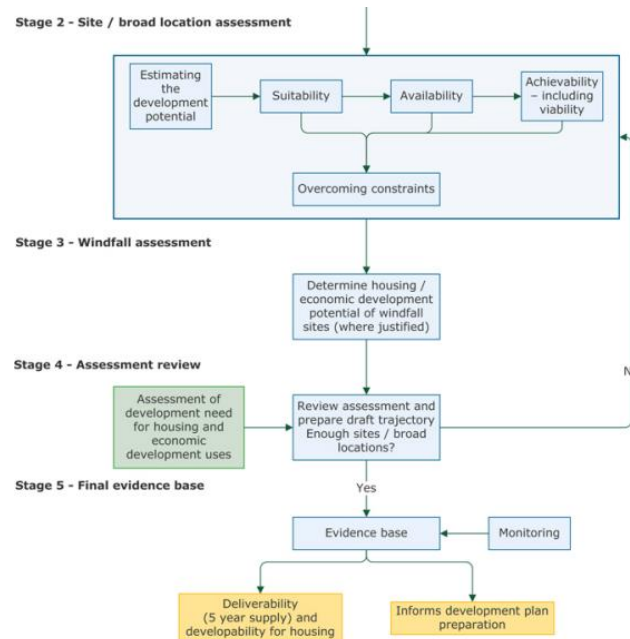 Stage 2 - Site / broad location assessment
Estimating
the
development
potential
Suitability
Availability
Achievability
– including
viability
Overcoming constraints
Stage 3 - Windfall assessment
Determine housing /
economic development
potential of windfall
sites (where justified)
Stage 4 - Assessment review
Assessment of
development need
for housing and
economic
development uses
Review assessment and
prepare draft trajectory
Enough sites / broad
locations?
N
Stage 5 - Final evidence base
Yes
Evidence base
Monitoring
Deliverability
(5 year supply) and
developability for housing
Informs development plan
preparation